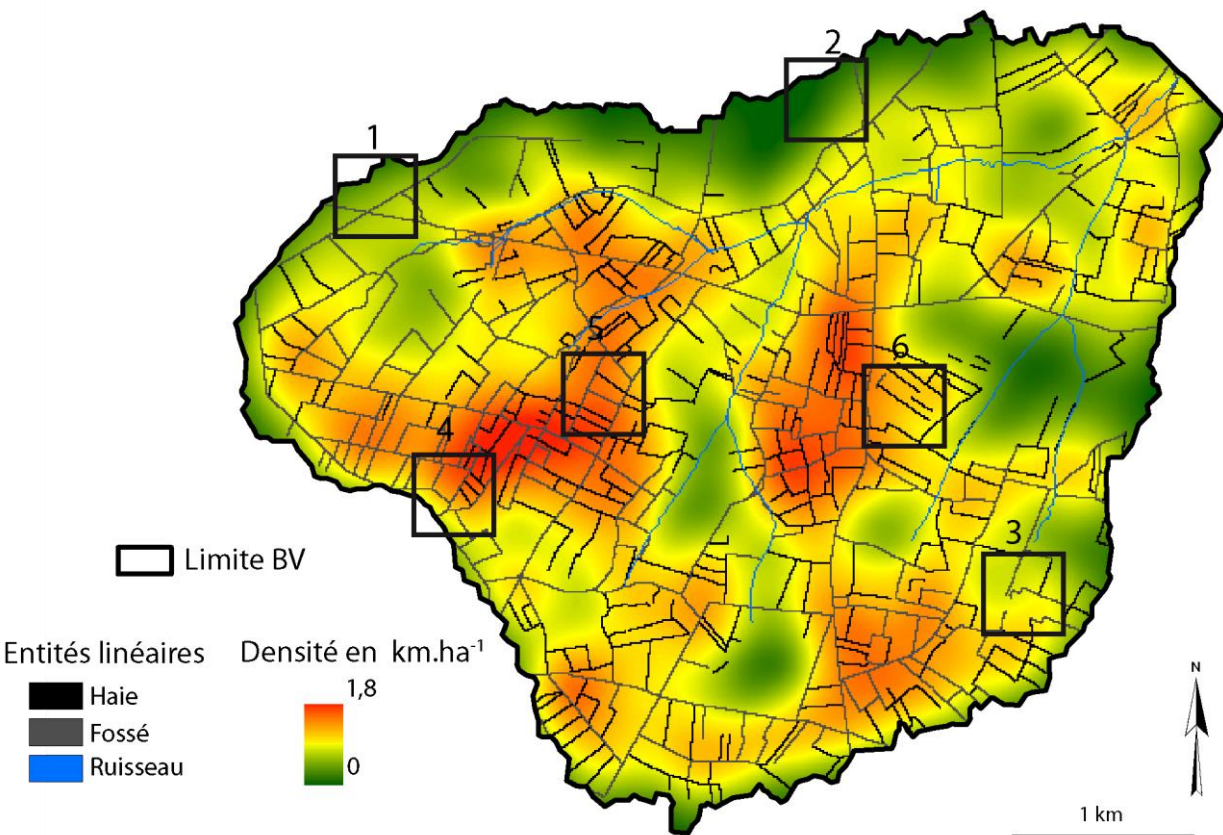 2
1
5
6
4
3
Limite BV
Entités linéaires
Haie
Fossé
Ruisseau
Densité en km.ha⁻¹
1,8
0
N
1 km